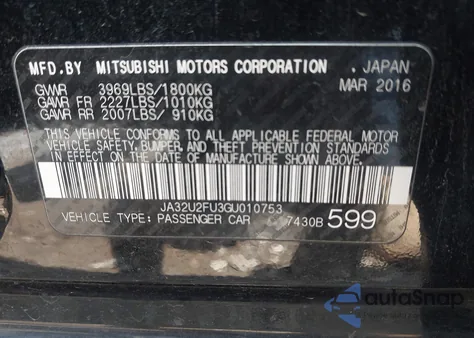 MFD.BY MITSUBISHI MOTORS CORPORATION , JAPAN
GVWR 3969LBS/1800KG MAR 2016
GAWR FR 2227LBS/1010KG
GAWR RR 2007LBS/ 910KG
THIS VEHICLE CONFORMS TO ALL APPLICABLE FEDERAL MOTOR
VEHICLE SAFETY, BUMPER, AND THEFT PREVENTION STANDARDS
IN EFFECT ON THE DATE OF MANUFACTURE SHOWN ABOVE.
JA32U2FU3GU010753
VEHICLE TYPE: PASSENGER CAR 7430B 599
autoSnap